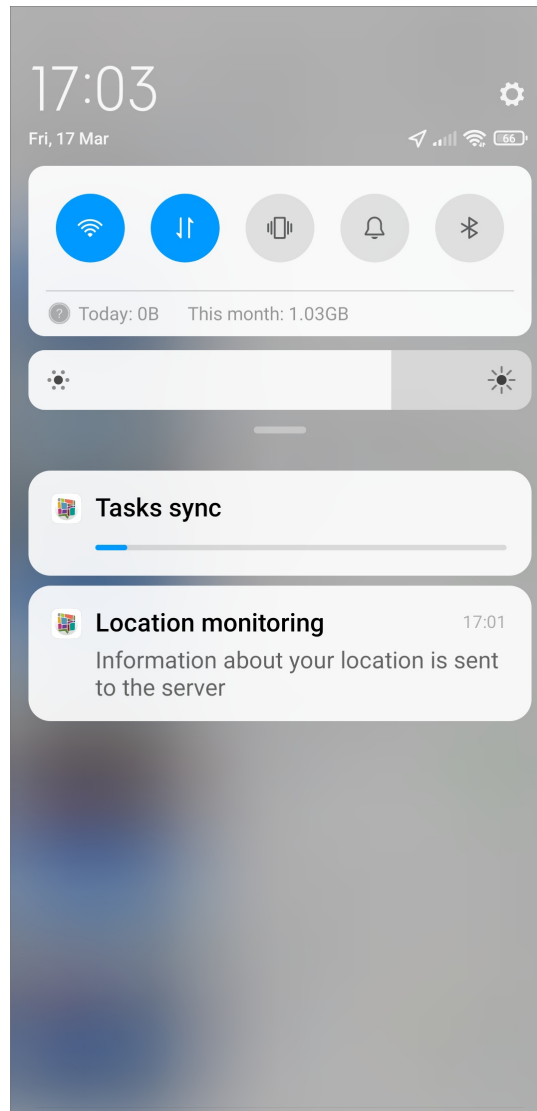 17:03
Fri, 17 Mar
66
Today: 0B This month: 1.03GB
Tasks sync
Location monitoring 17:01
Information about your location is sent
to the server